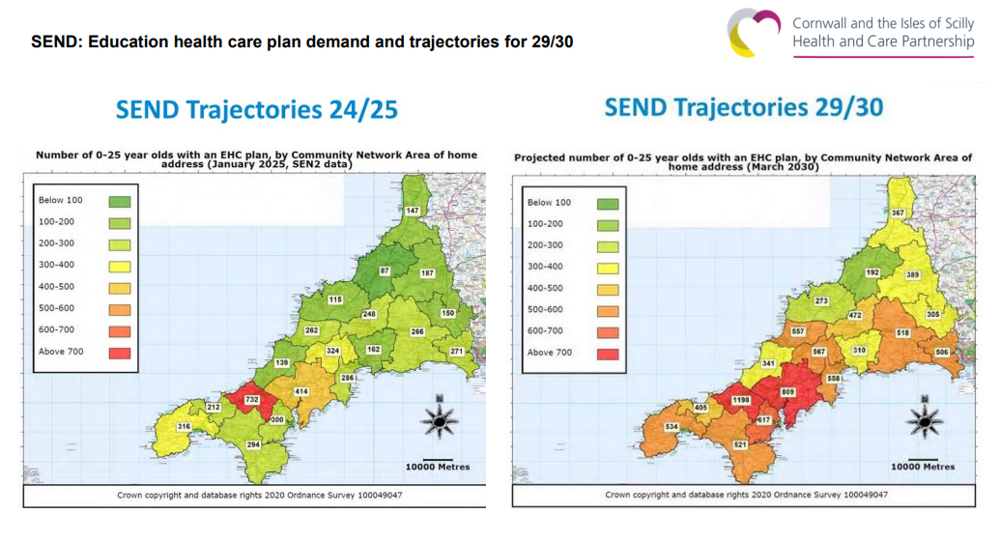 Cornwall and the Isles of Scilly
Health and Care Partnership
SEND: Education health care plan demand and trajectories for 29/30
SEND Trajectories 24/25
Number of 0-25 year olds with an EHC plan, by Community Network Area of home
address (January 2025, SEN2 data)
Below 100
100-200
200-300
300-400
400-500
500-600
600-700
Above 700
147
87
187
115
248
150
262
266
324
162
271
139
286
414
732
212
300
316
294
N
10000 Metres
Crown copyright and database rights 2020 Ordnance Survey 100049047
SEND Trajectories 29/30
Projected number of 0-25 year olds with an EHC plan, by Community Network Area of
home address (March 2030)
Below 100
100-200
200-300
300-400
400-500
500-600
600-700
Above 700
367
192
389
273
472
305
557
518
567
310
506
341
558
809
1198
405
617
534
521
N
10000 Metres
Crown copyright and database rights 2020 Ordnance Survey 100049047